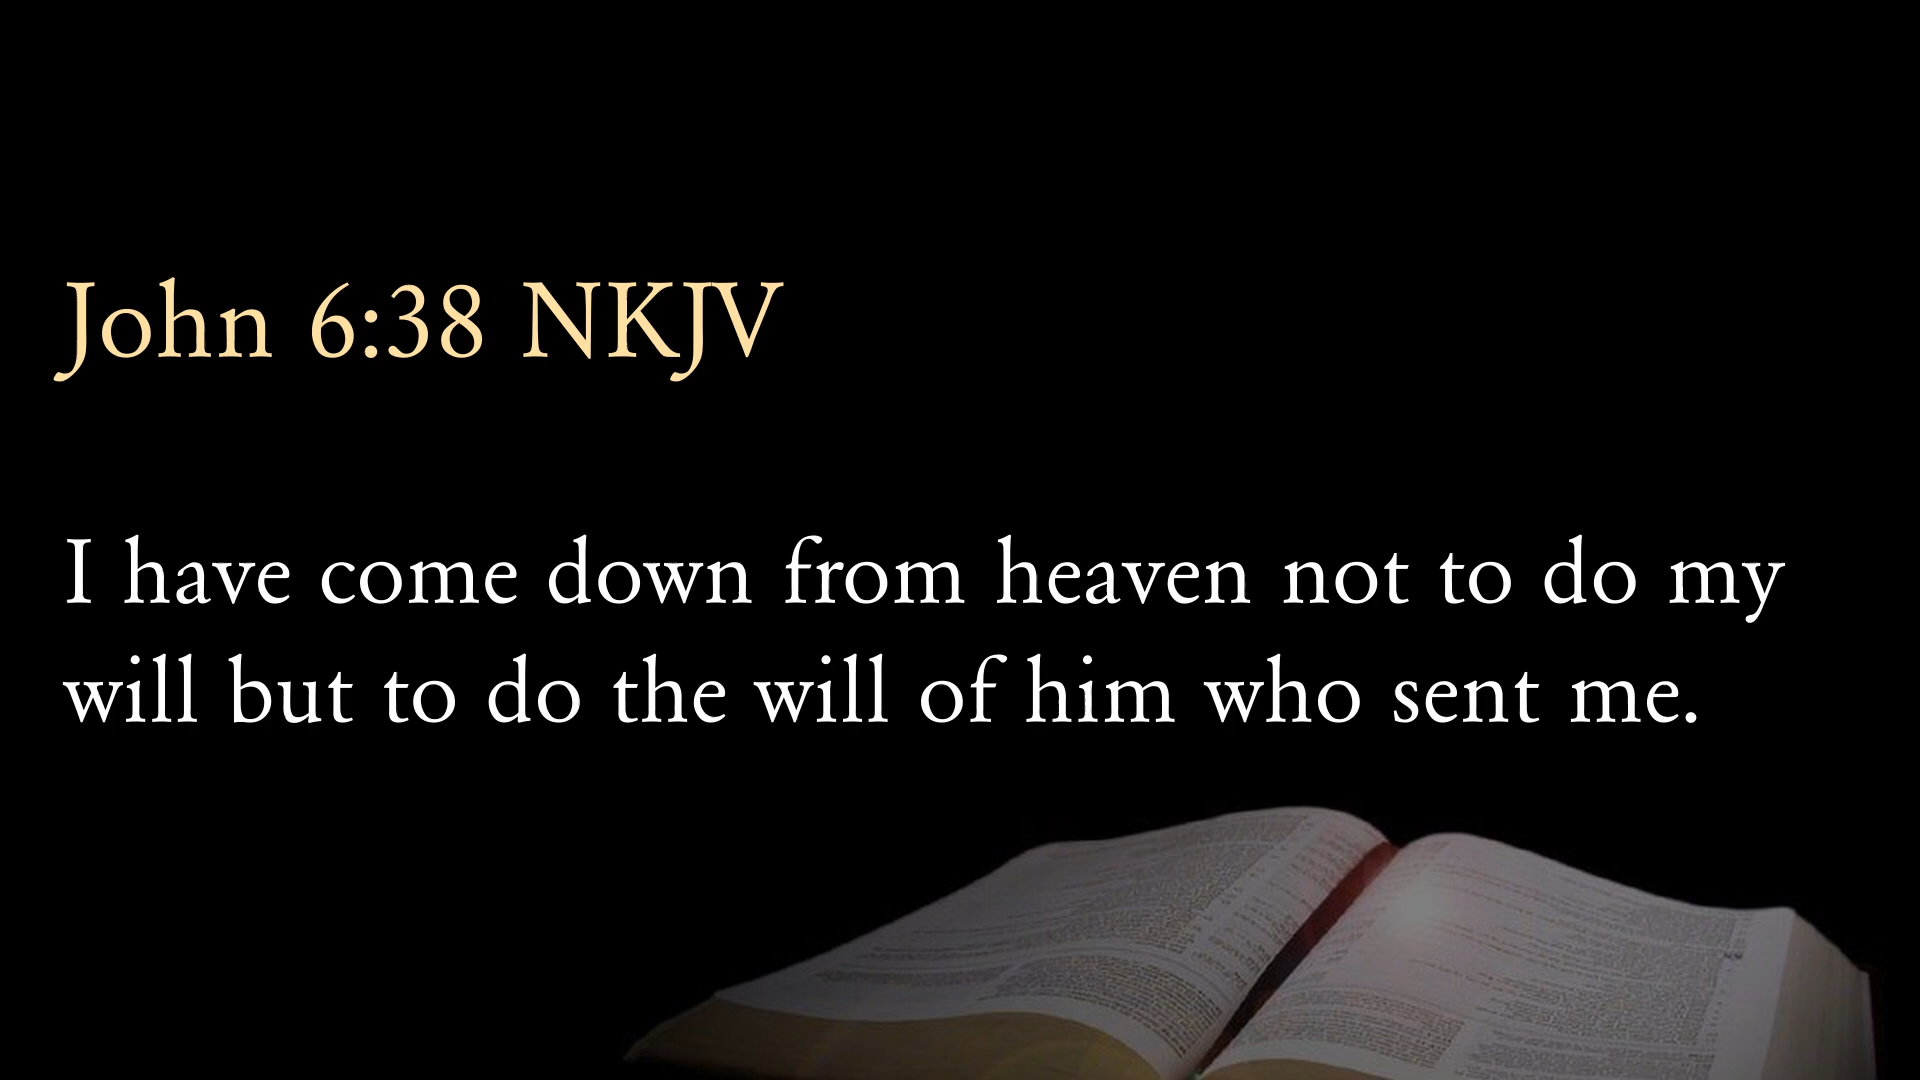 John 6:38 NKJV
I have come down from heaven not to do my
will but to do the will of him who sent me.